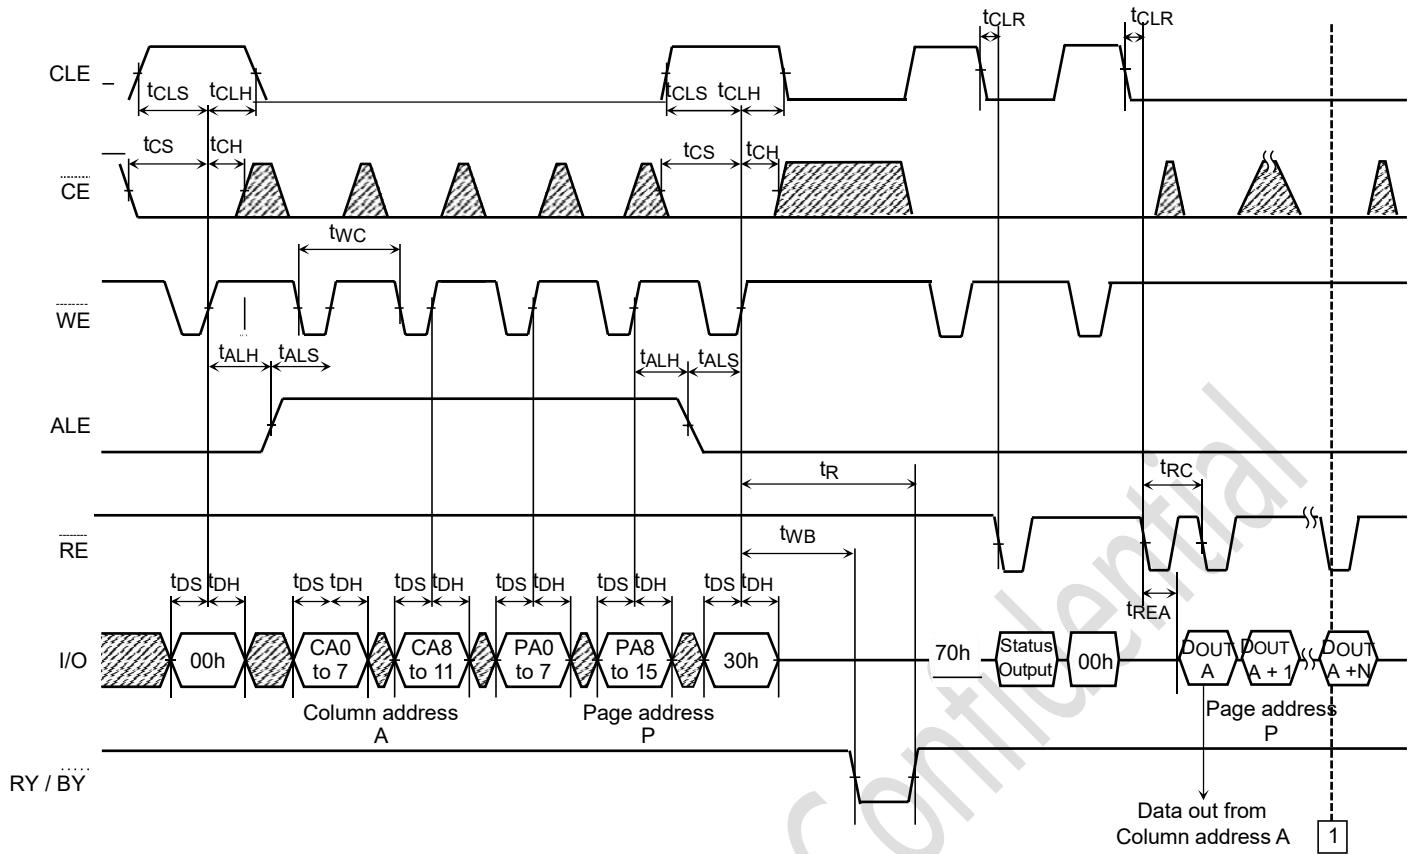 tCLR
tCLR
CLE
tCLS
tCLH
tCLS
tCLH
tCS
tCH
tCS
tCH
CE
tWC
WE
tALH
tALS
tALH
tALS
ALE
tR
tRC
tWB
RE
tDS
tDH
tDS
tDH
tDS
tDH
tDS
tDH
tDS
tDH
tDS
tDH
tREA
I/O
00h
CA0
to 7
CA8
to 11
PA0
to 7
PA8
to 15
30h
70h
Status
Output
00h
DOUT
A
DOUT
A + 1
DOUT
A +N
Column address
A
Page address
P
Page address
P
RY / BY
Data out from
Column address A
1
Confidential